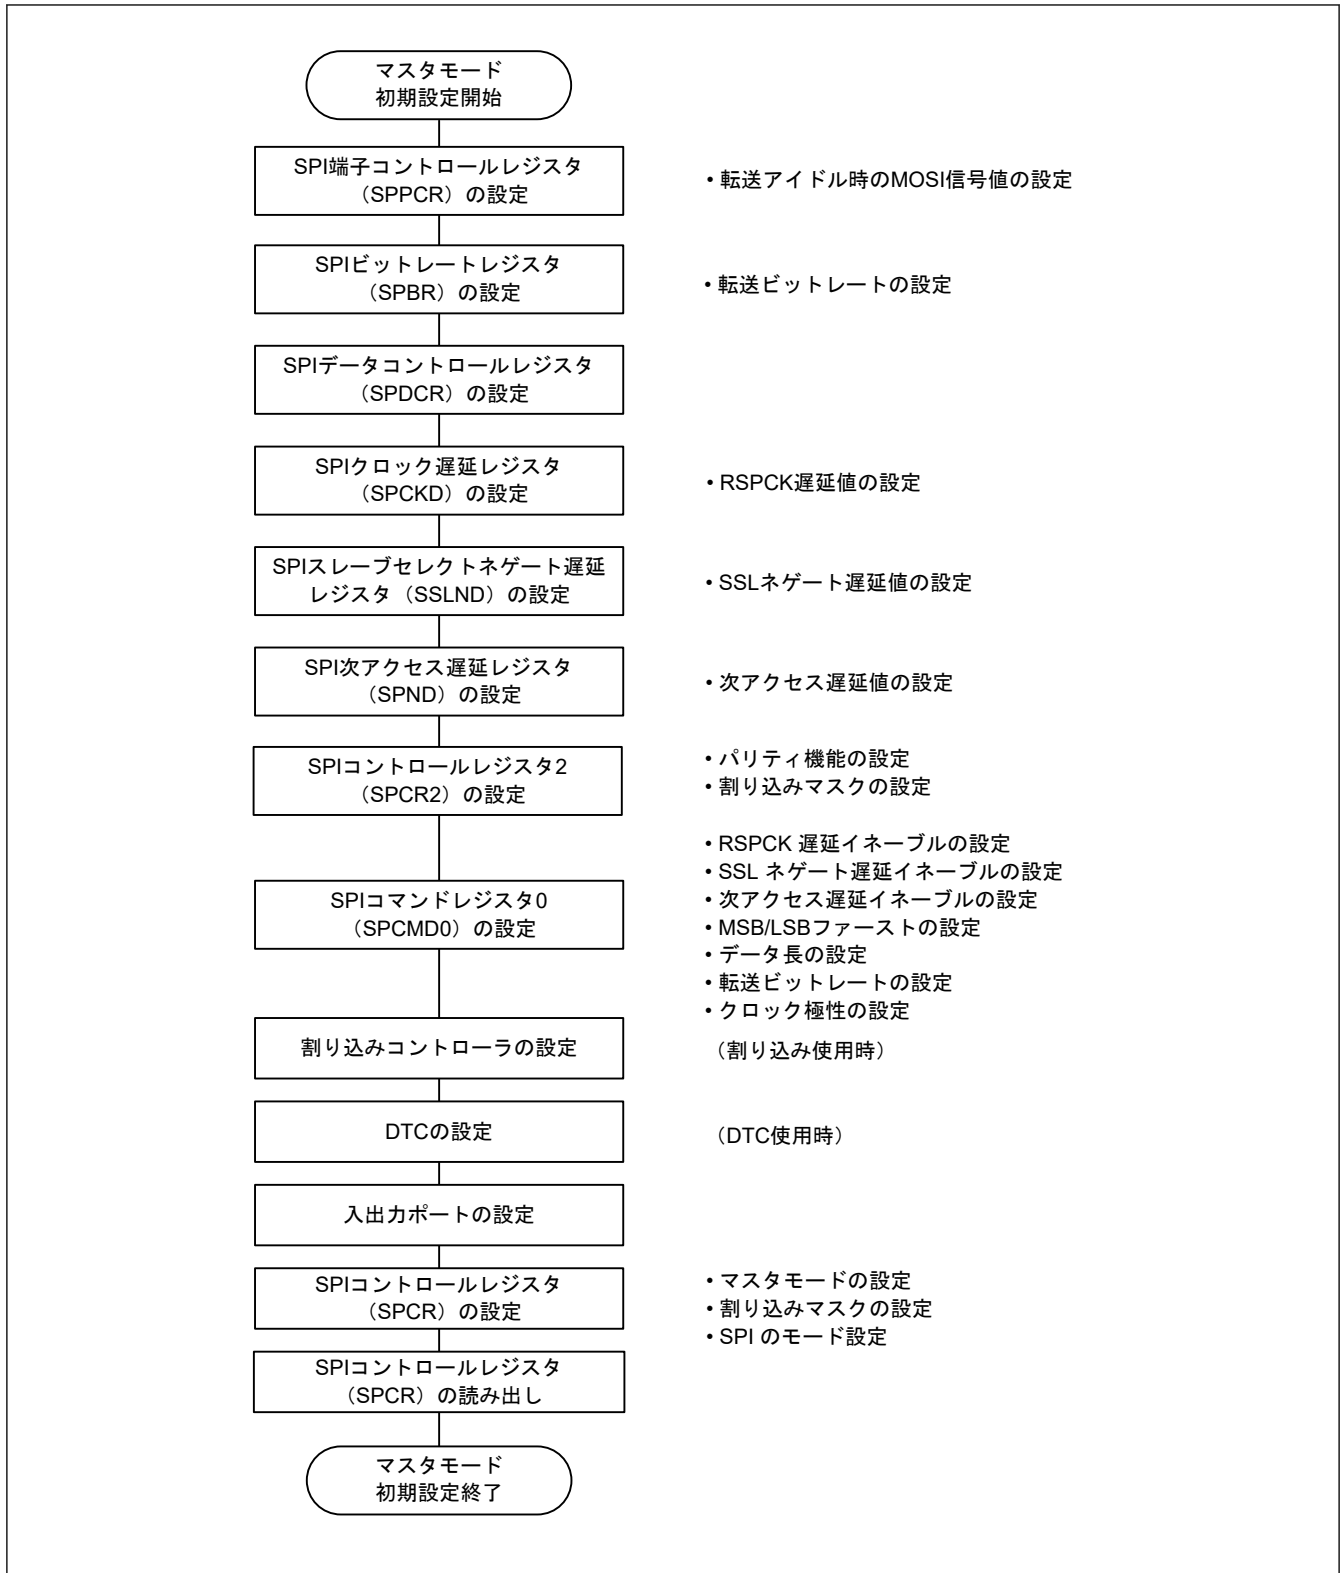 マスタモード
初期設定開始
SPI端子コントロールレジスタ
（SPPCR）の設定
• 転送アイドル時のMOSI信号値の設定
SPIビットレートレジスタ
（SPBR）の設定
• 転送ビットレートの設定
SPIデータコントロールレジスタ
（SPDCR）の設定
SPIクロック遅延レジスタ
（SPCKD）の設定
• RSPCK遅延値の設定
SPIスレーブセレクトネゲート遅延
レジスタ（SSLND）の設定
• SSLネゲート遅延値の設定
SPI次アクセス遅延レジスタ
（SPND）の設定
• 次アクセス遅延値の設定
SPIコントロールレジスタ2
（SPCR2）の設定
• パリティ機能の設定
• 割り込みマスクの設定
SPIコマンドレジスタ0
（SPCMD0）の設定
• RSPCK 遅延イネーブルの設定
• SSL ネゲート遅延イネーブルの設定
• 次アクセス遅延イネーブルの設定
• MSB/LSBファーストの設定
• データ長の設定
• 転送ビットレートの設定
• クロック極性の設定
割り込みコントローラの設定
（割り込み使用時）
DTCの設定
（DTC使用時）
入出力ポートの設定
SPIコントロールレジスタ
（SPCR）の設定
• マスタモードの設定
• 割り込みマスクの設定
• SPI のモード設定
SPIコントロールレジスタ
（SPCR）の読み出し
マスタモード
初期設定終了